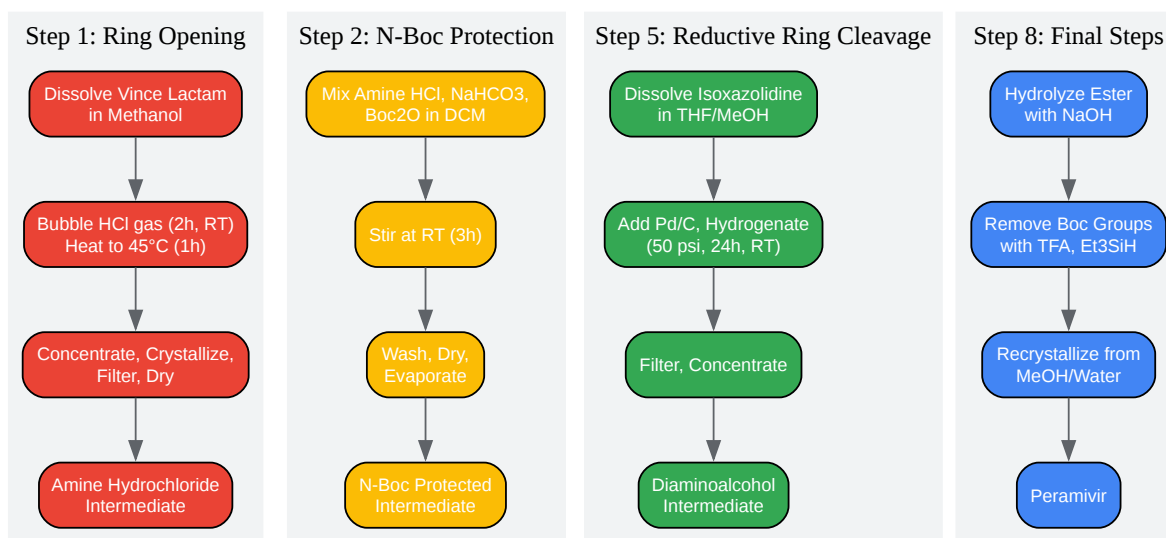 Step 1: Ring Opening
Dissolve Vince Lactam
in Methanol
Bubble HCl gas (2h, RT)
Heat to 45°C (1h)
Concentrate, Crystallize,
Filter, Dry
Amine Hydrochloride
Intermediate
Step 2: N-Boc Protection
Mix Amine HCl, NaHCO3,
Boc2O in DCM
Stir at RT (3h)
Wash, Dry,
Evaporate
N-Boc Protected
Intermediate
Step 5: Reductive Ring Cleavage
Dissolve Isoxazolidine
in THF/MeOH
Add Pd/C, Hydrogenate
(50 psi, 24h, RT)
Filter, Concentrate
Diaminoalcohol
Intermediate
Step 8: Final Steps
Hydrolyze Ester
with NaOH
Remove Boc Groups
with TFA, Et3SiH
Recrystallize from
MeOH/Water
Peramivir